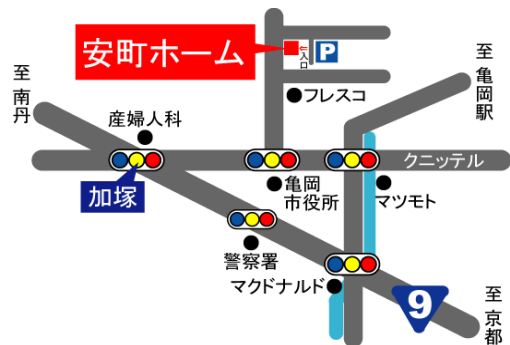 安町ホーム
⇐入口
P
至亀岡駅
至南丹
フレスコ
産婦人科
クニッテル
加塚
亀岡
市役所
マツモト
警察署
マクドナルド
9
至京都